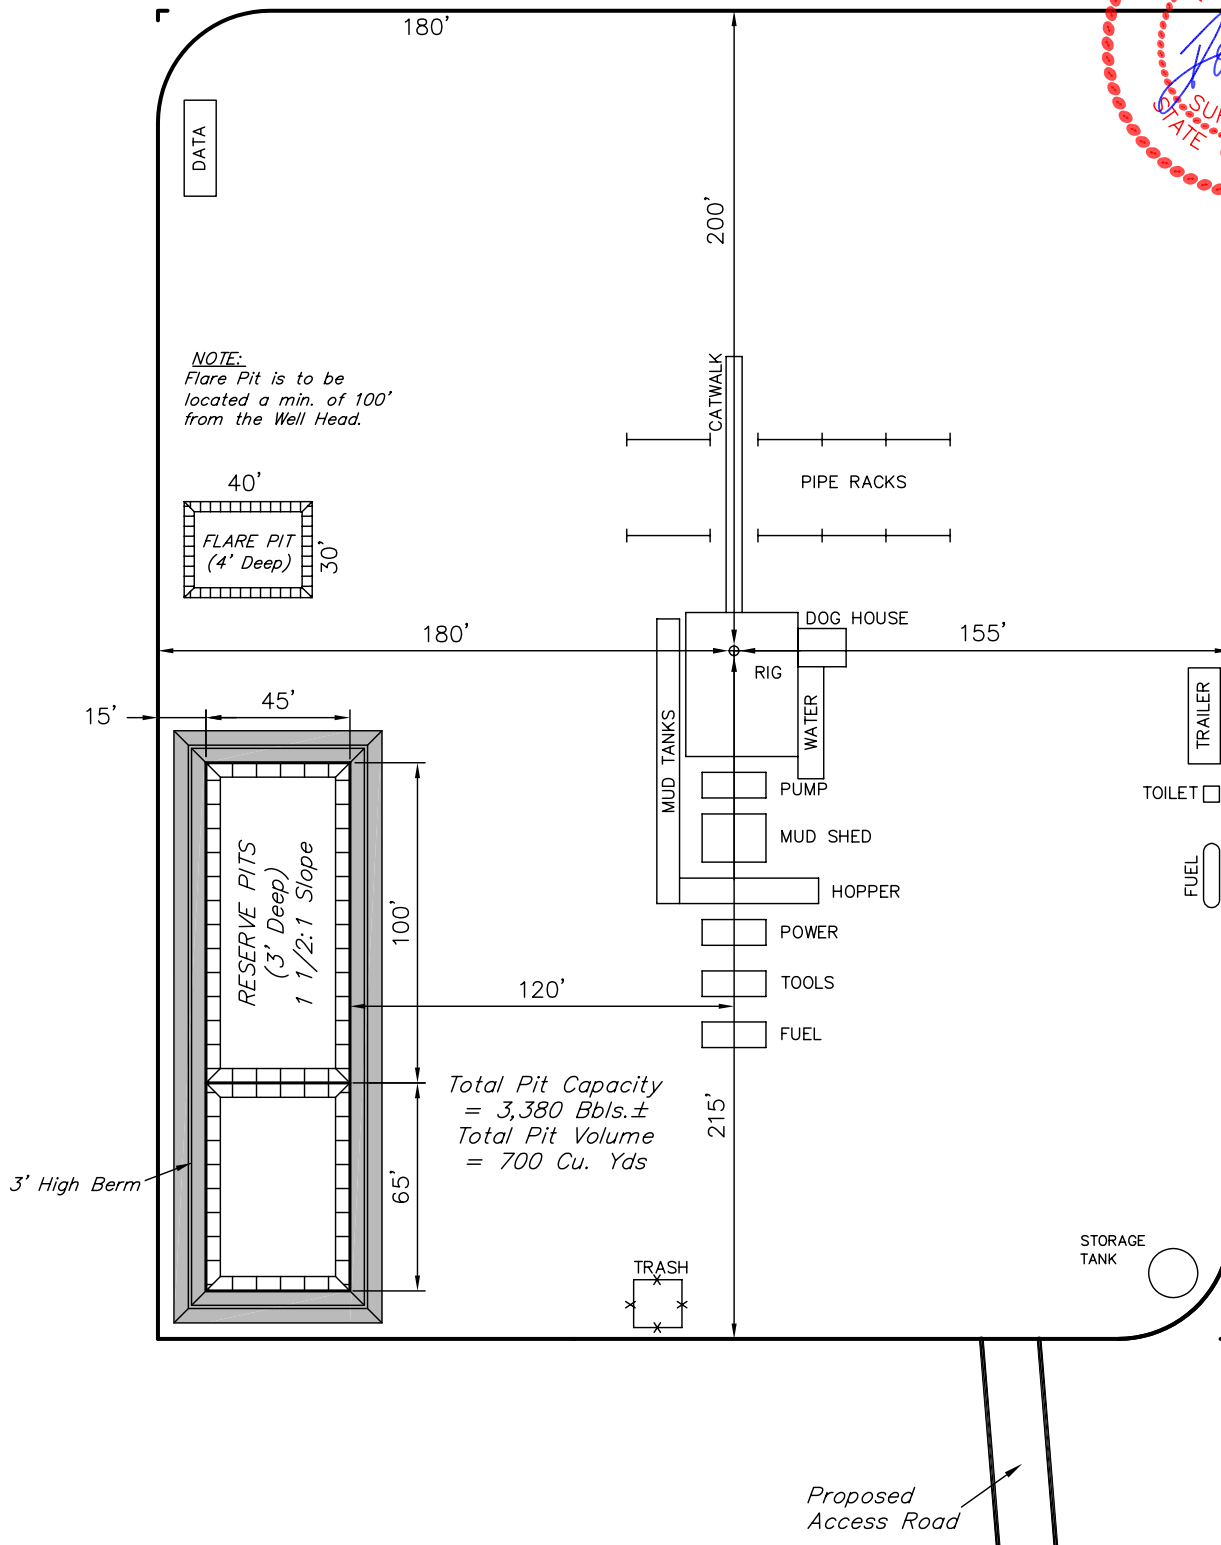 180'
SUR
STATE
DATA
200'
NOTE:
Flare Pit is to be
located a min. of 100'
from the Well Head.
CATWALK
PIPE RACKS
40'
FLARE PIT
(4' Deep)
30'
DOG HOUSE
180'
155'
RIG
15'
45'
MUD TANKS
WATER
TRAILER
PUMP
TOILET
MUD SHED
RESERVE PITS
(3' Deep)
1 1/2:1 Slope
100'
HOPPER
FUEL
POWER
TOOLS
120'
FUEL
Total Pit Capacity
= 3,380 Bbls.±
Total Pit Volume
= 700 Cu. Yds
215'
3' High Berm
65'
STORAGE
TANK
TRASH
Proposed
Access Road